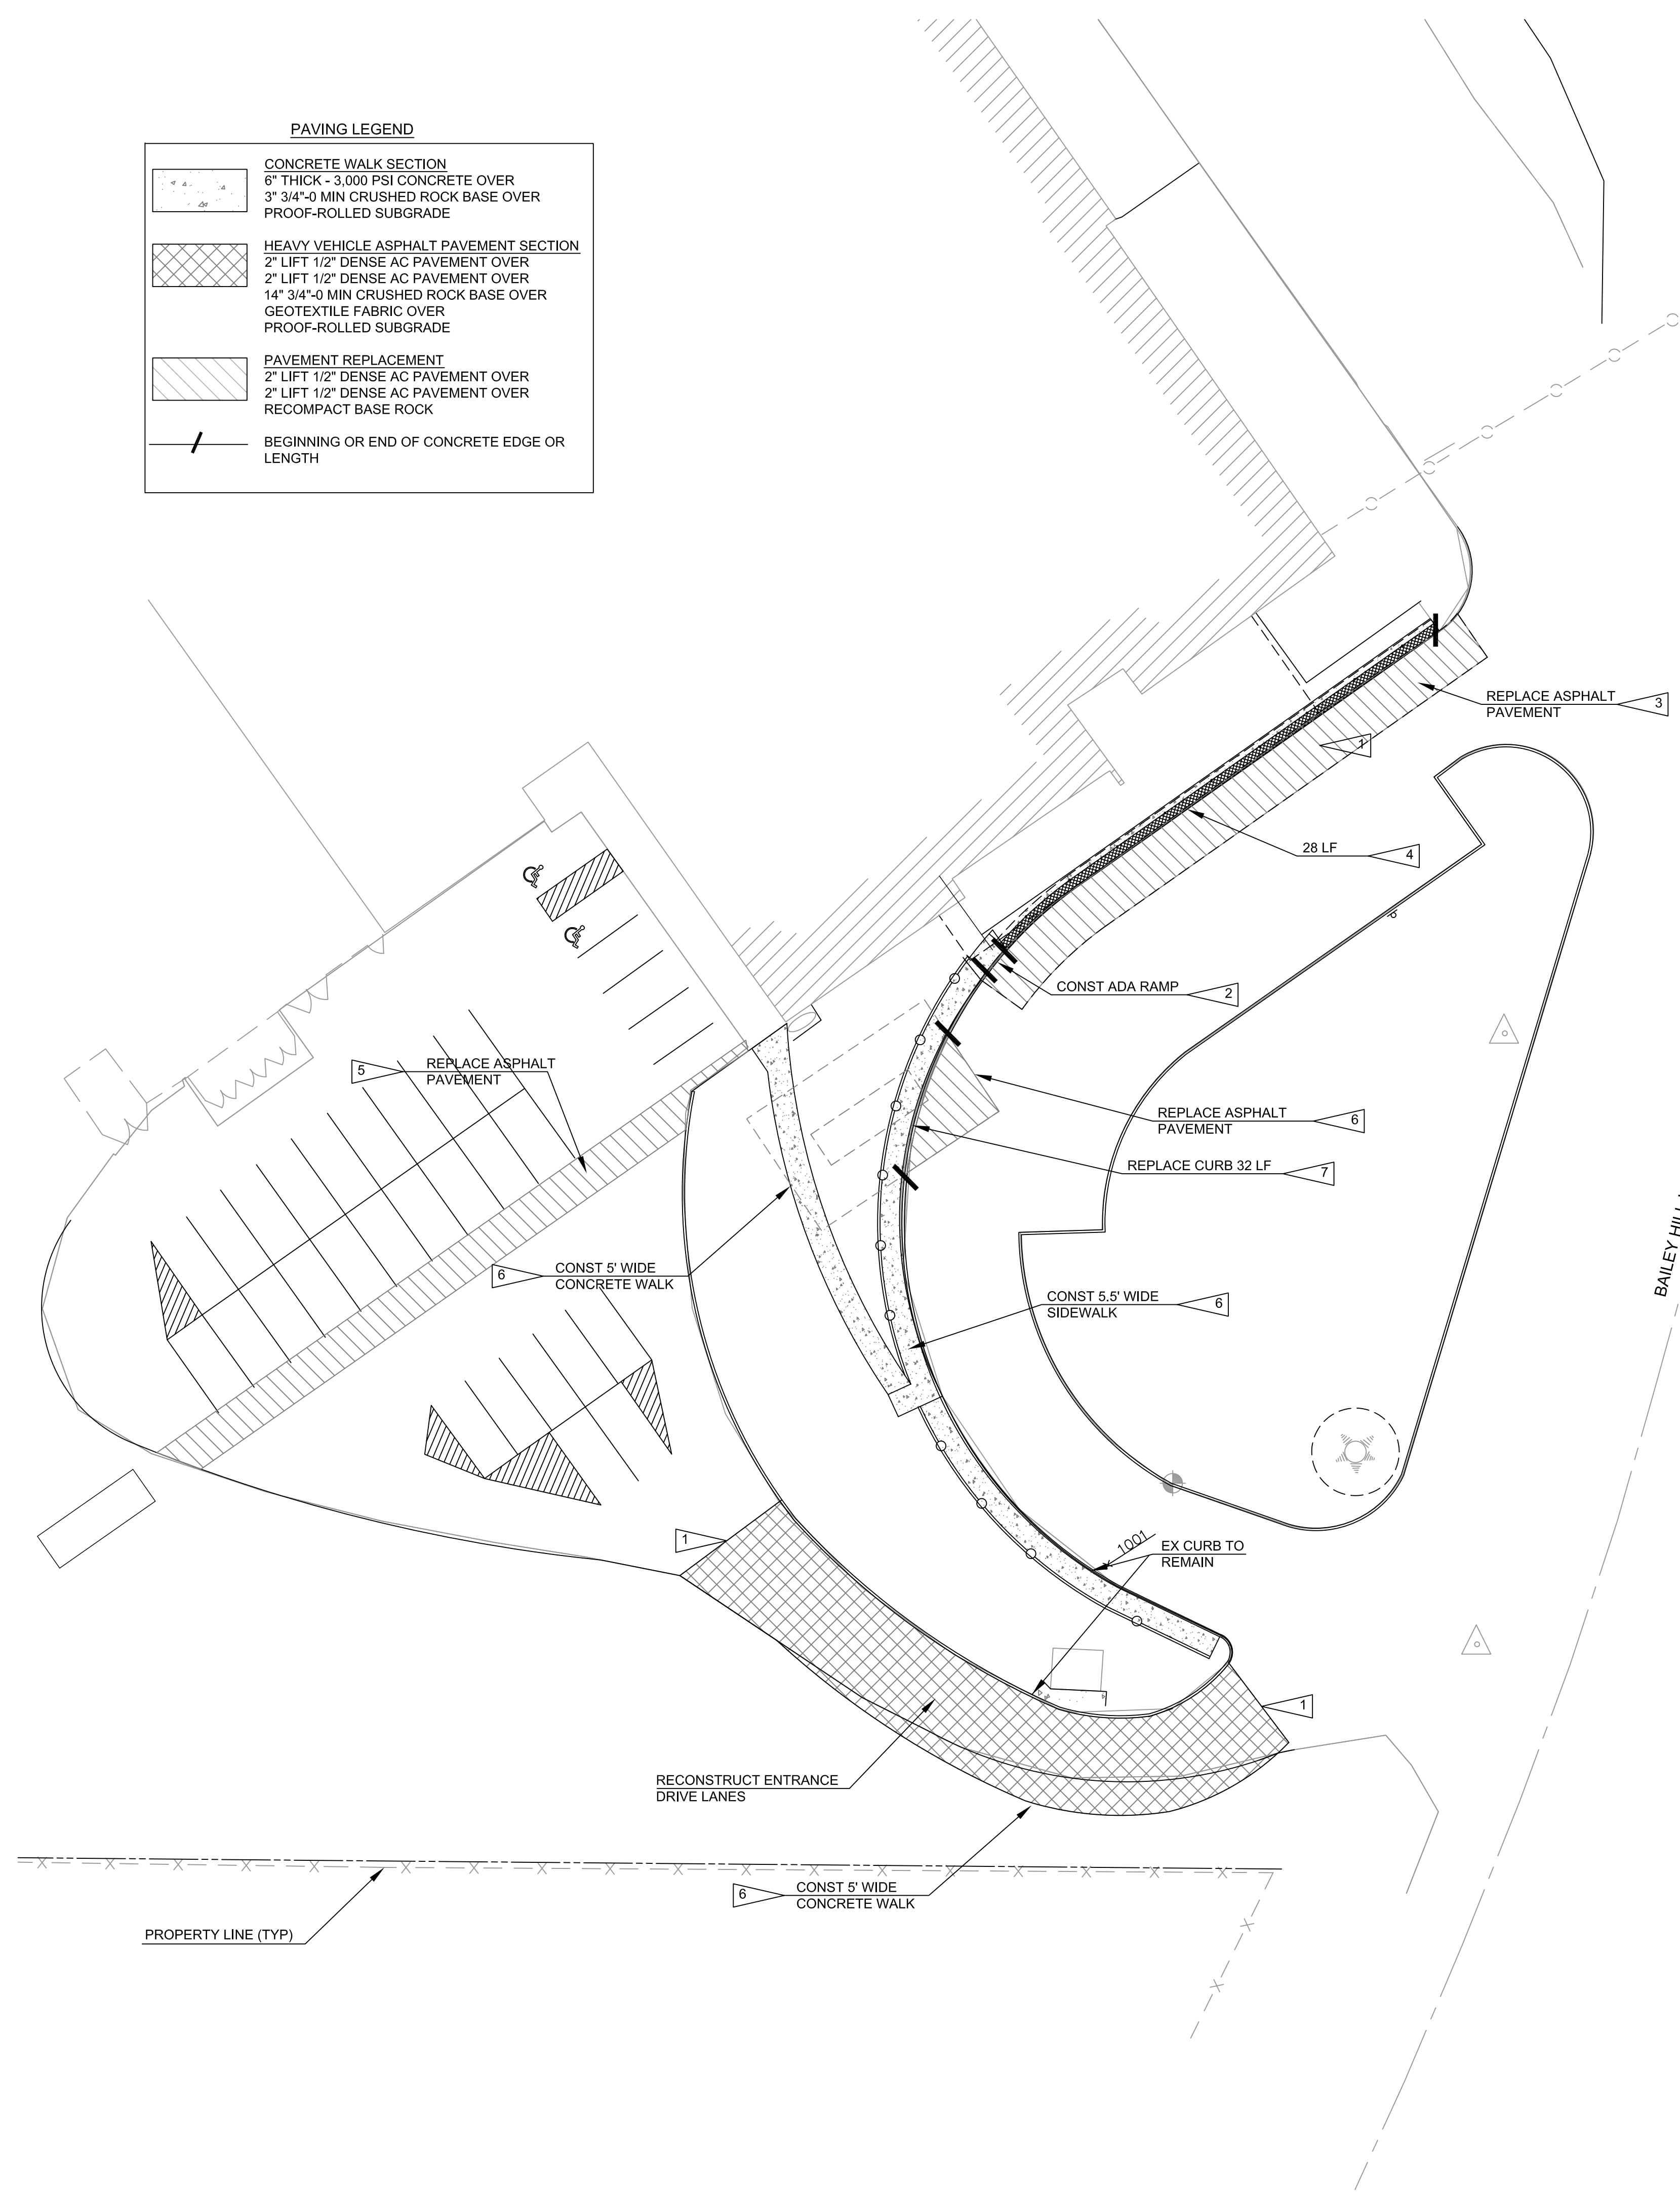 PAVING LEGEND
CONCRETE WALK SECTION
6" THICK - 3,000 PSI CONCRETE OVER
3" 3/4"-0 MIN CRUSHED ROCK BASE OVER
PROOF-ROLLED SUBGRADE
HEAVY VEHICLE ASPHALT PAVEMENT SECTION
2" LIFT 1/2" DENSE AC PAVEMENT OVER
2" LIFT 1/2" DENSE AC PAVEMENT OVER
14" 3/4"-0 MIN CRUSHED ROCK BASE OVER
GEOTEXTILE FABRIC OVER
PROOF-ROLLED SUBGRADE
PAVEMENT REPLACEMENT
2" LIFT 1/2" DENSE AC PAVEMENT OVER
2" LIFT 1/2" DENSE AC PAVEMENT OVER
RECOMPACT BASE ROCK
BEGINNING OR END OF CONCRETE EDGE OR
LENGTH
REPLACE ASPHALT
PAVEMENT
3
1
28 LF
4
CONST ADA RAMP
2
5
REPLACE ASPHALT
PAVEMENT
REPLACE ASPHALT
PAVEMENT
6
REPLACE CURB 32 LF
7
6
CONST 5' WIDE
CONCRETE WALK
CONST 5.5' WIDE
SIDEWALK
6
BAILEY HILL
1
1001
EX CURB TO
REMAIN
1
RECONSTRUCT ENTRANCE
DRIVE LANES
6
CONST 5' WIDE
CONCRETE WALK
PROPERTY LINE (TYP)